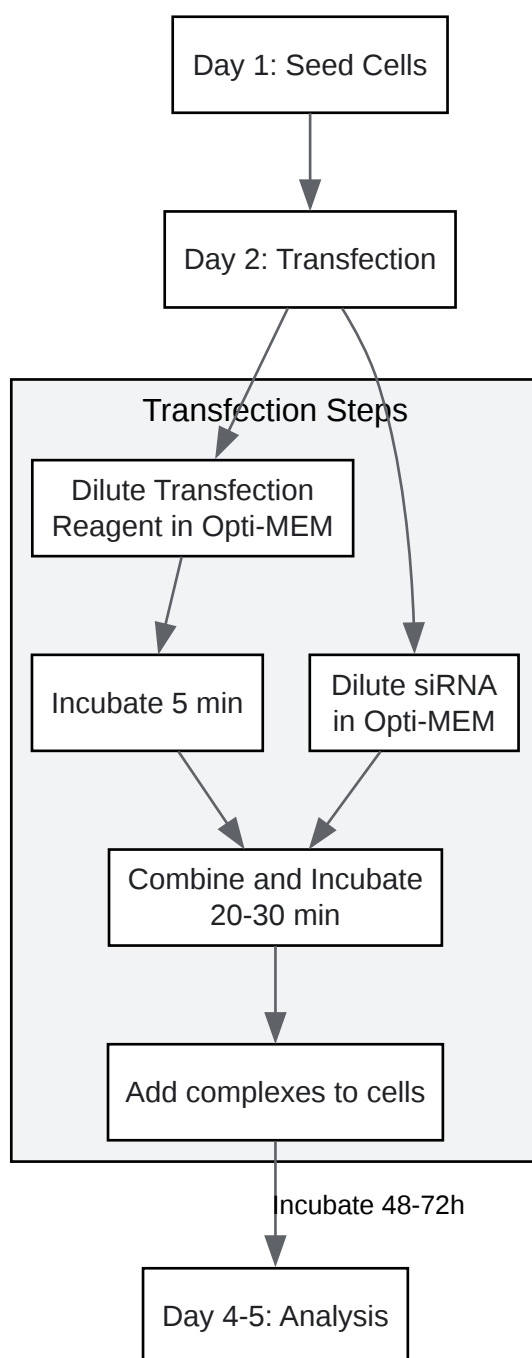 Day 1: Seed Cells
Day 2: Transfection
Transfection Steps
Dilute Transfection
Reagent in Opti-MEM
Incubate 5 min
Dilute siRNA
in Opti-MEM
Combine and Incubate
20-30 min
Add complexes to cells
Incubate 48-72h
Day 4-5: Analysis